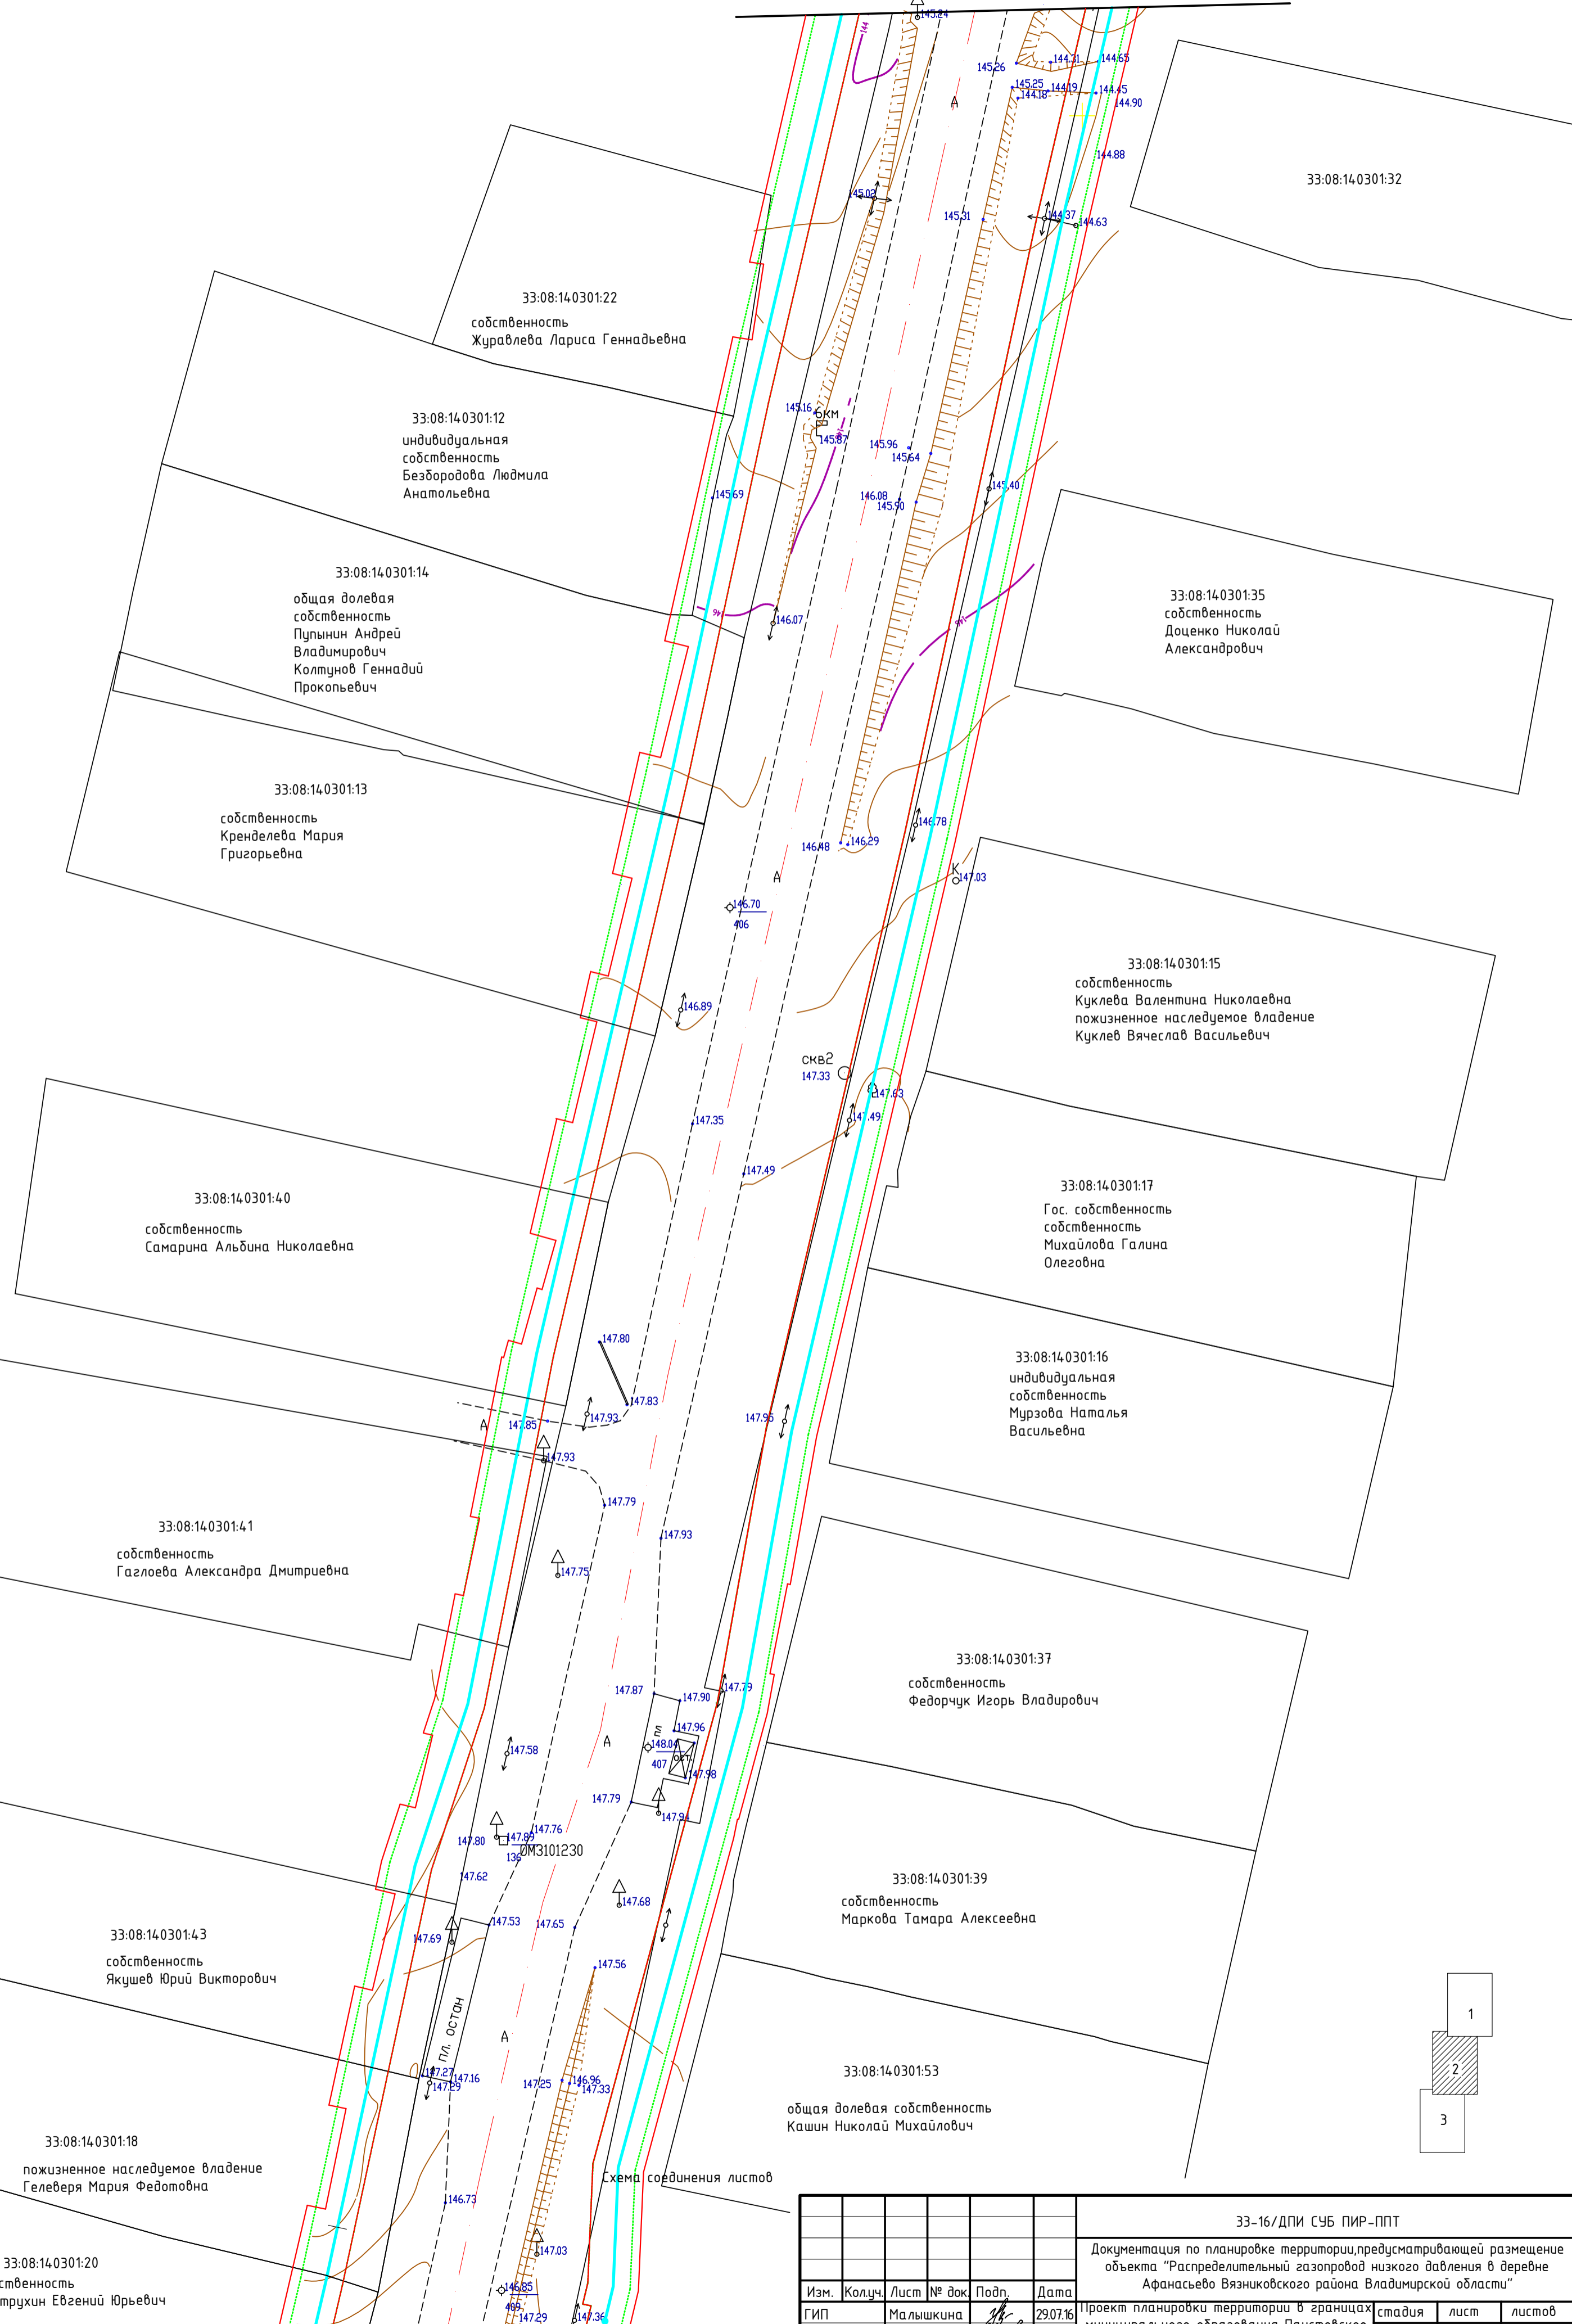 145.24
144
145.26
144.31
144.65
145.25
144.19
144.18
144.45
144.90
А
144.88
33:08:140301:32
145.02
145.31
144.37
144.63
33:08:140301:22
собственность
Журавлева Лариса Геннадьевна
33:08:140301:12
индивидуальная
собственность
Безбородова Людмила
Анатольевна
145.16
6км
145.87
145.96
145.64
146.08
145.90
145.40
145.69
33:08:140301:14
общая долевая
собственность
Пупынин Андрей
Владимирович
Колтунов Геннадий
Прокопьевич
146
146.07
146
33:08:140301:35
собственность
Доценко Николай
Александрович
33:08:140301:13
собственность
Кренделева Мария
Григорьевна
146.48
146.29
146.78
А
К
147.03
146.70
406
33:08:140301:15
собственность
Куклева Валентина Николаевна
пожизненное наследуемое владение
Куклев Вячеслав Васильевич
146.89
скв2
147.33
147.63
147.49
147.35
147.49
33:08:140301:40
собственность
Самарина Альбина Николаевна
33:08:140301:17
Гос. собственность
собственность
Михайлова Галина
Олеговна
147.80
33:08:140301:16
индивидуальная
собственность
Мурзова Наталья
Васильевна
147.83
147.93
147.85
А
147.95
147.93
147.79
147.93
33:08:140301:41
собственность
Гаглоева Александра Дмитриевна
147.75
33:08:140301:37
собственность
Федорчук Игорь Владирович
147.87
147.90
147.79
147.96
А
148.04
407
ост.
147.98
147.58
147.79
147.94
147.76
147.80
147.89
136
0М3101230
147.62
33:08:140301:39
собственность
Маркова Тамара Алексеевна
147.68
147.53
147.65
147.69
33:08:140301:43
собственность
Якушев Юрий Викторович
147.56
пл. остан
А
1
2
3
147.27
147.16
147.29
147.25
146.96
147.33
33:08:140301:53
общая долевая собственность
Кашин Николай Михайлович
33:08:140301:18
пожизненное наследуемое владение
Гелеверя Мария Федотовна
Схема соединения листов
146.73
147.03
33:08:140301:20
ственность
трухин Евгений Юрьевич
146.85
409
147.29
147.36
33-16/ДПИ СУБ ПИР-ППТ
Документация по планировке территории,предусматривающей размещение
объекта "Распределительный газопровод низкого давления в деревне
Афанасьево Вязниковского района Владимирской области"
Изм. Кол.уч. Лист № док Подп. Дата
ГИП Малышкина 29.07.16 Проект планировки территории в границах стадия лист листов